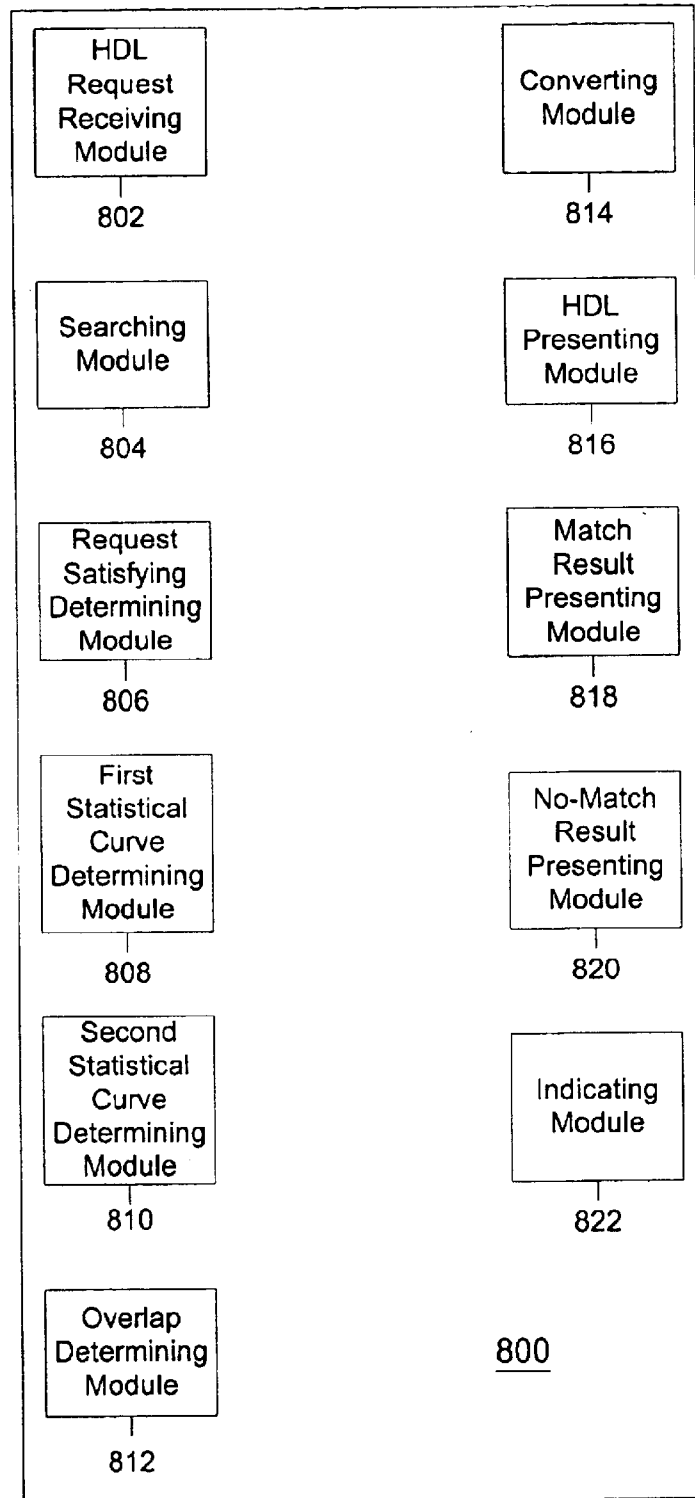 HDL
Request
Receiving
Module
802
Searching
Module
804
Request
Satisfying
Determining
Module
806
First
Statistical
Curve
Determining
Module
808
Second
Statistical
Curve
Determining
Module
810
Overlap
Determining
Module
812
Converting
Module
814
HDL
Presenting
Module
816
Match
Result
Presenting
Module
818
No-Match
Result
Presenting
Module
820
Indicating
Module
822
800